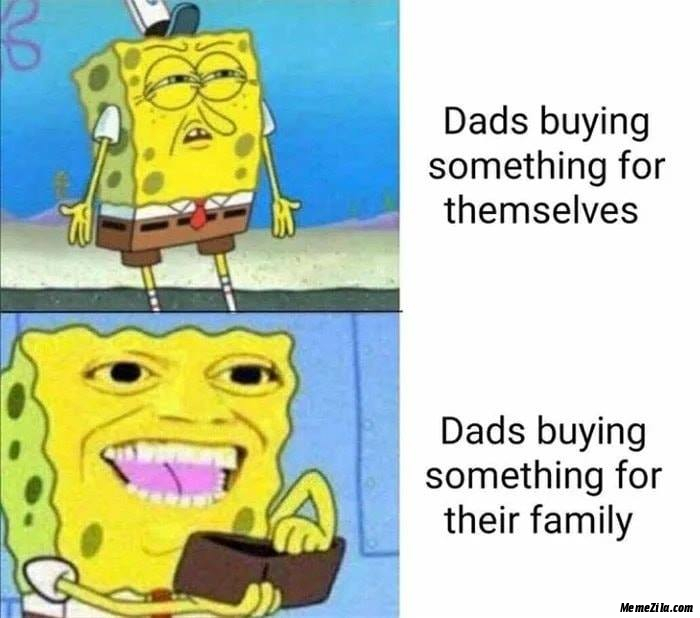 Dads buying
something for
themselves
Dads buying
something for
their family
MemeZila.com